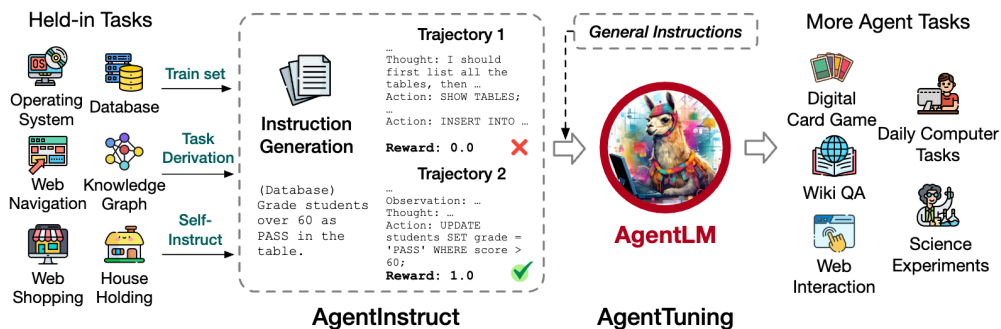 Held-in Tasks
OS
Operating
System
Database
Web
Navigation
Knowledge
Graph
Web
Shopping
House
Holding
Train set
Task
Derivation
Self-
Instruct
Instruction
Generation
(Database)
Grade students
over 60 as
PASS in the
table.
Trajectory 1
…
Thought: I should
first list all the
tables, then …
Action: SHOW TABLES;
…
Action: INSERT INTO …
Reward: 0.0
Trajectory 2
Observation: …
Thought: …
Action: UPDATE
students SET grade =
'PASS' WHERE score >
60;
Reward: 1.0
AgentInstruct
General Instructions
AgentLM
AgentTuning
More Agent Tasks
Digital
Card Game
Daily Computer
Tasks
Wiki QA
Web
Interaction
Science
Experiments